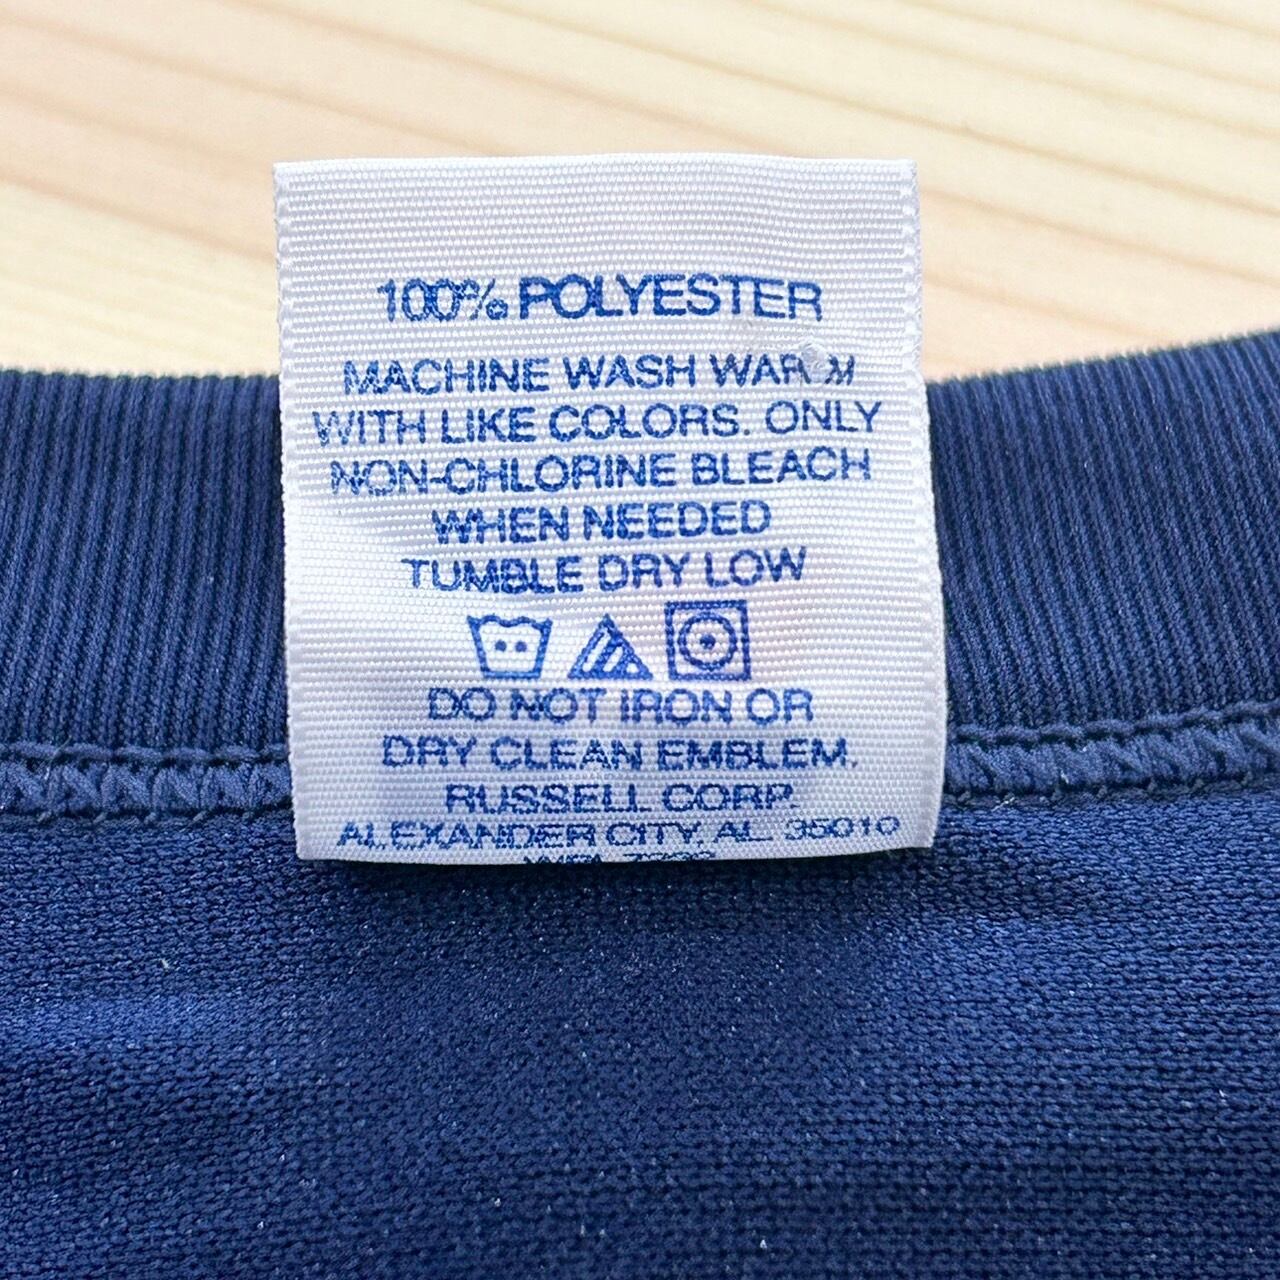 100% POLYESTER
MACHINE WASH WARM
WITH LIKE COLORS. ONLY
NON-CHLORINE BLEACH
WHEN NEEDED
TUMBLE DRY LOW
DO NOT IRON OR
DRY CLEAN EMBLEM.
RUSSELL CORP.
ALEXANDER CITY, AL 35010